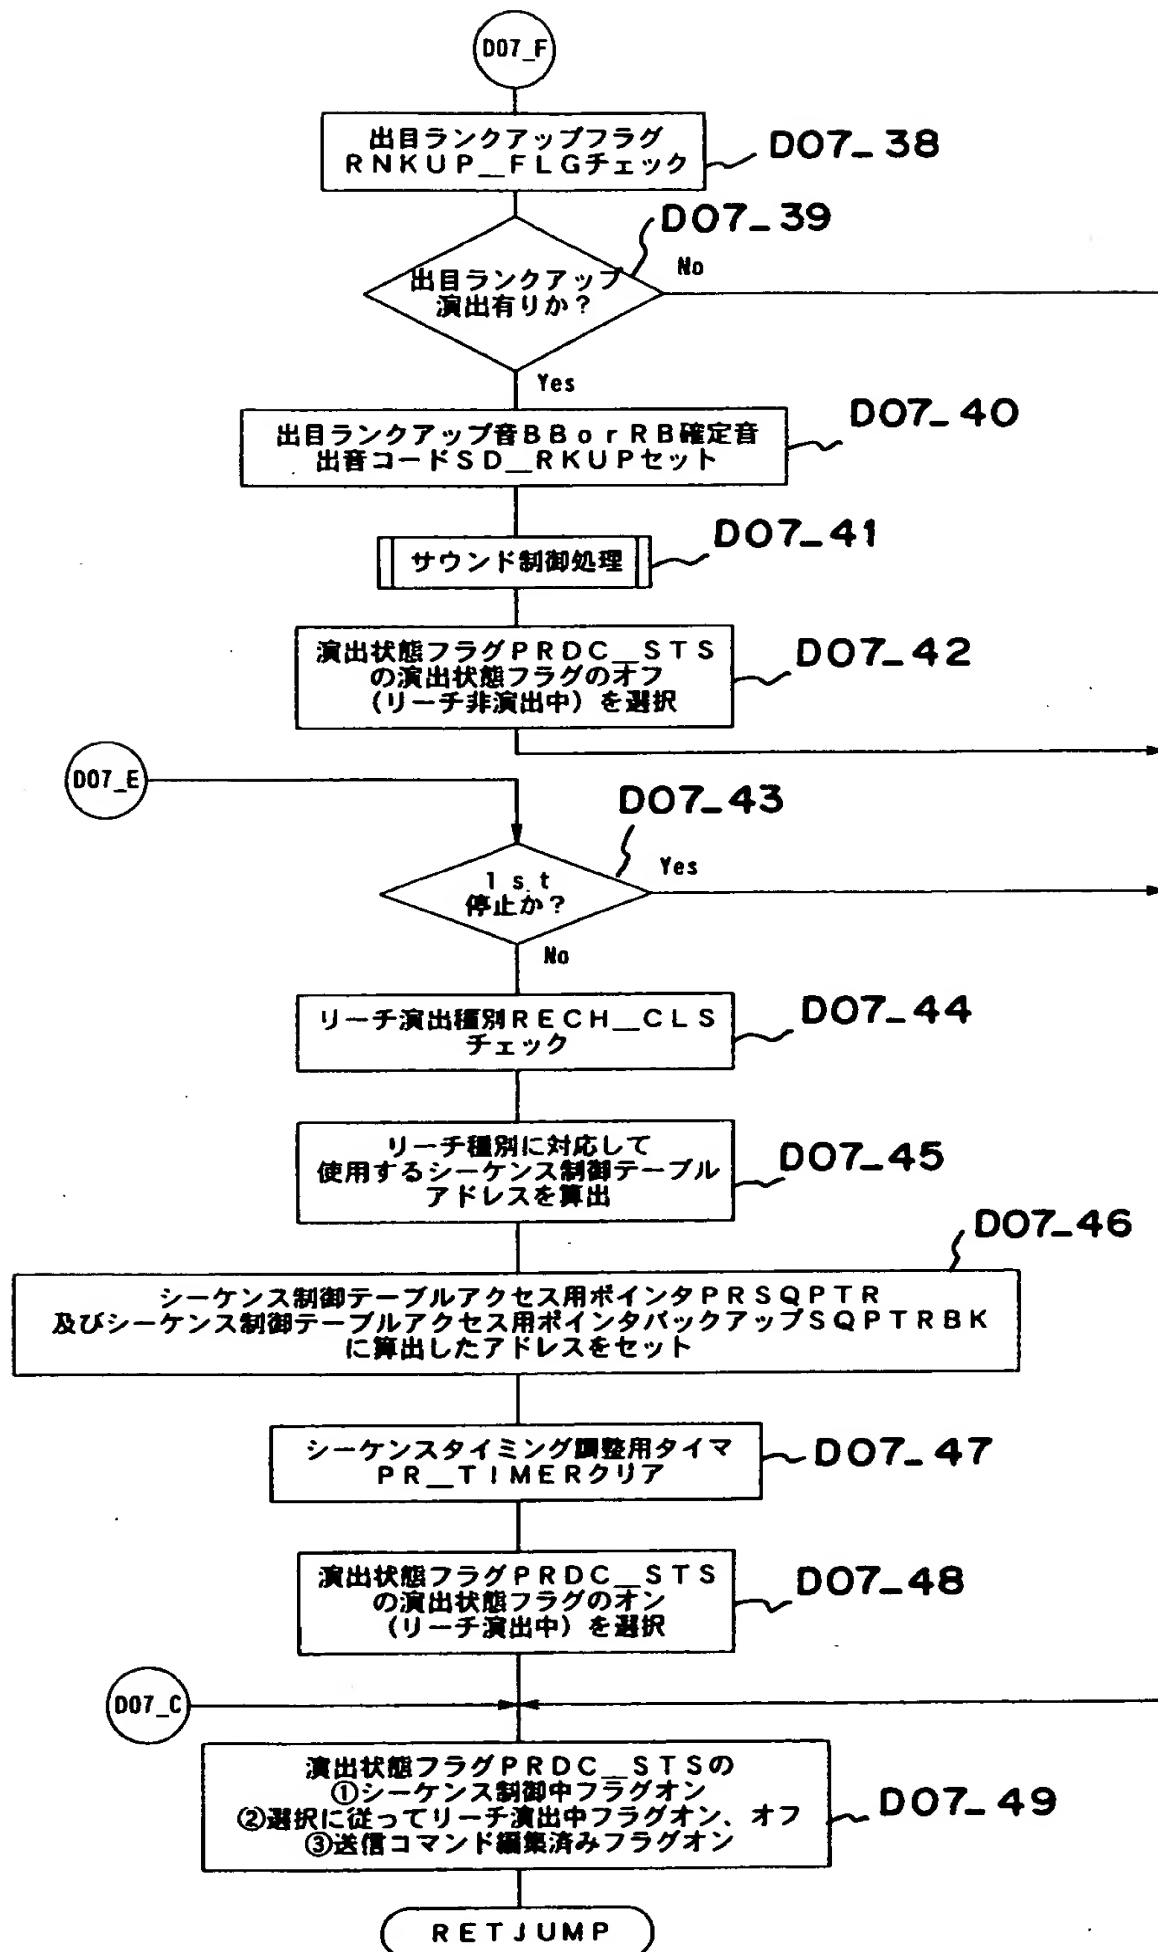 D07_F
出目ランクアップフラグ
RNKUP__FLGチェック
D07_38
D07_39
出目ランクアップ
演出有りか?
No
Yes
D07_40
出目ランクアップ音BBorRB確定音
出音コードSD__RKUPセット
D07_41
サウンド制御処理
演出状態フラグPRDC__STS
の演出状態フラグのオフ
(リーチ非演出中)を選択
D07_42
D07_E
D07_43
1st
停止か?
Yes
No
リーチ演出種別RECH__CLS
チェック
D07_44
リーチ種別に対応して
使用するシーケンス制御テーブル
アドレスを算出
D07_45
D07_46
シーケンス制御テーブルアクセス用ポインタPRSQPTR
及びシーケンス制御テーブルアクセス用ポインタバックアップSQPTRBK
に算出したアドレスをセット
シーケンスタイミング調整用タイマ
PR__TIMERクリア
D07_47
演出状態フラグPRDC__STS
の演出状態フラグのオン
(リーチ演出中)を選択
D07_48
D07_C
演出状態フラグPRDC__STSの
①シーケンス制御中フラグオン
②選択に従ってリーチ演出中フラグオン、オフ
③送信コマンド編集済みフラグオン
D07_49
RETJUMP